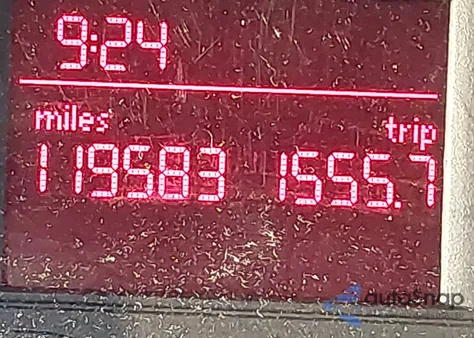 9:24
miles trip
119583 1555.7
autosnap